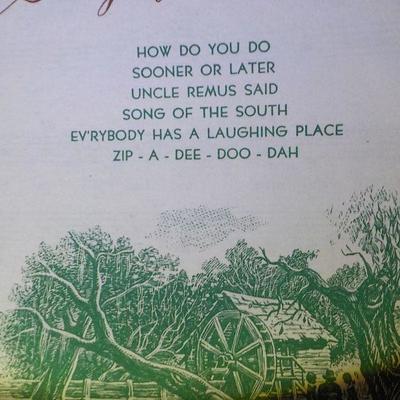 HOW DO YOU DO
SOONER OR LATER
UNCLE REMUS SAID
SONG OF THE SOUTH
EV'RYBODY HAS A LAUGHING PLACE
ZIP - A - DEE - DOO - DAH